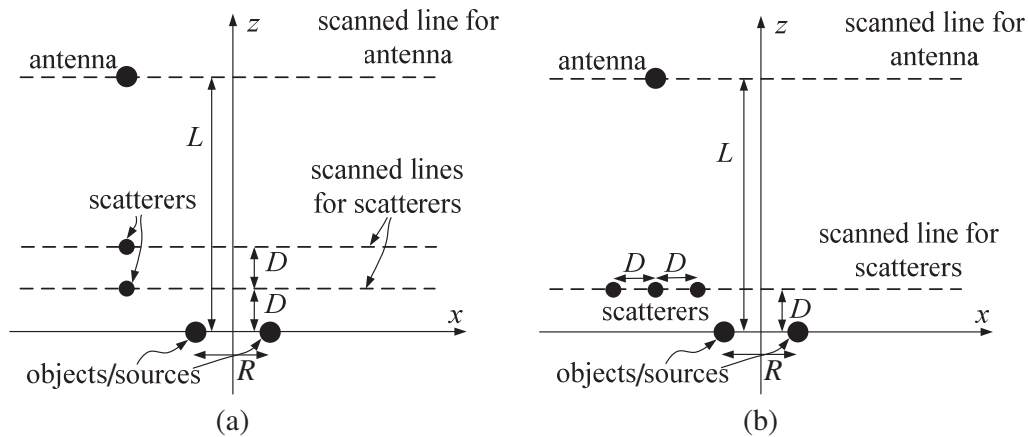 z
scanned line for
antenna
antenna
L
scanned lines
for scatterers
scatterers
D
D
x
objects/sources
R
(a)
z
scanned line for
antenna
antenna
L
scanned line for
scatterers
D
D
scatterers
D
x
objects/sources
R
(b)